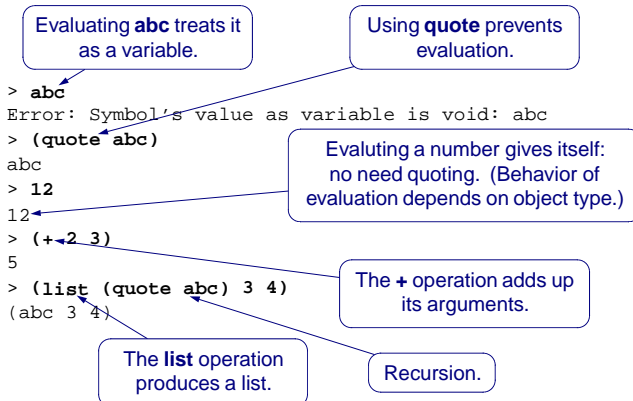 Evaluating abc treats it
as a variable.
Using quote prevents
evaluation.
> abc
Error: Symbol's value as variable is void: abc
> (quote abc)
abc
Evaluting a number gives itself:
no need quoting. (Behavior of
evaluation depends on object type.)
> 12
12
> (+ 2 3)
5
The + operation adds up
its arguments.
> (list (quote abc) 3 4)
(abc 3 4)
The list operation
produces a list.
Recursion.